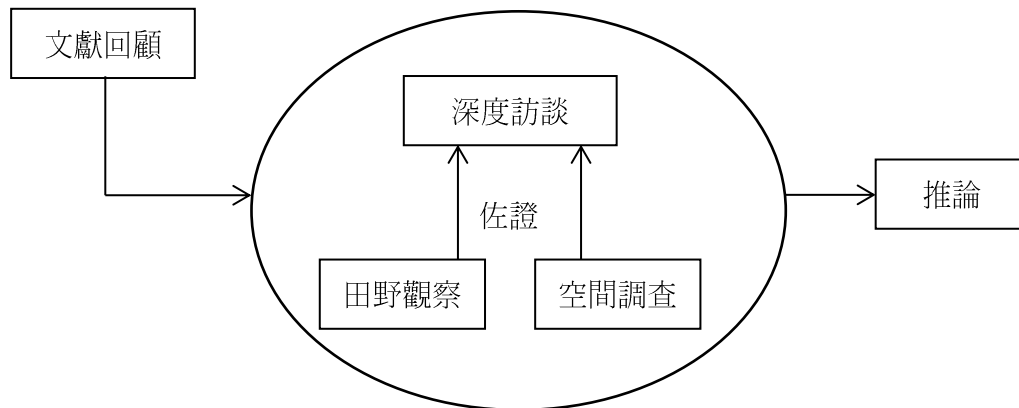 文獻回顧
深度訪談
推論
佐證
田野觀察
空間調查